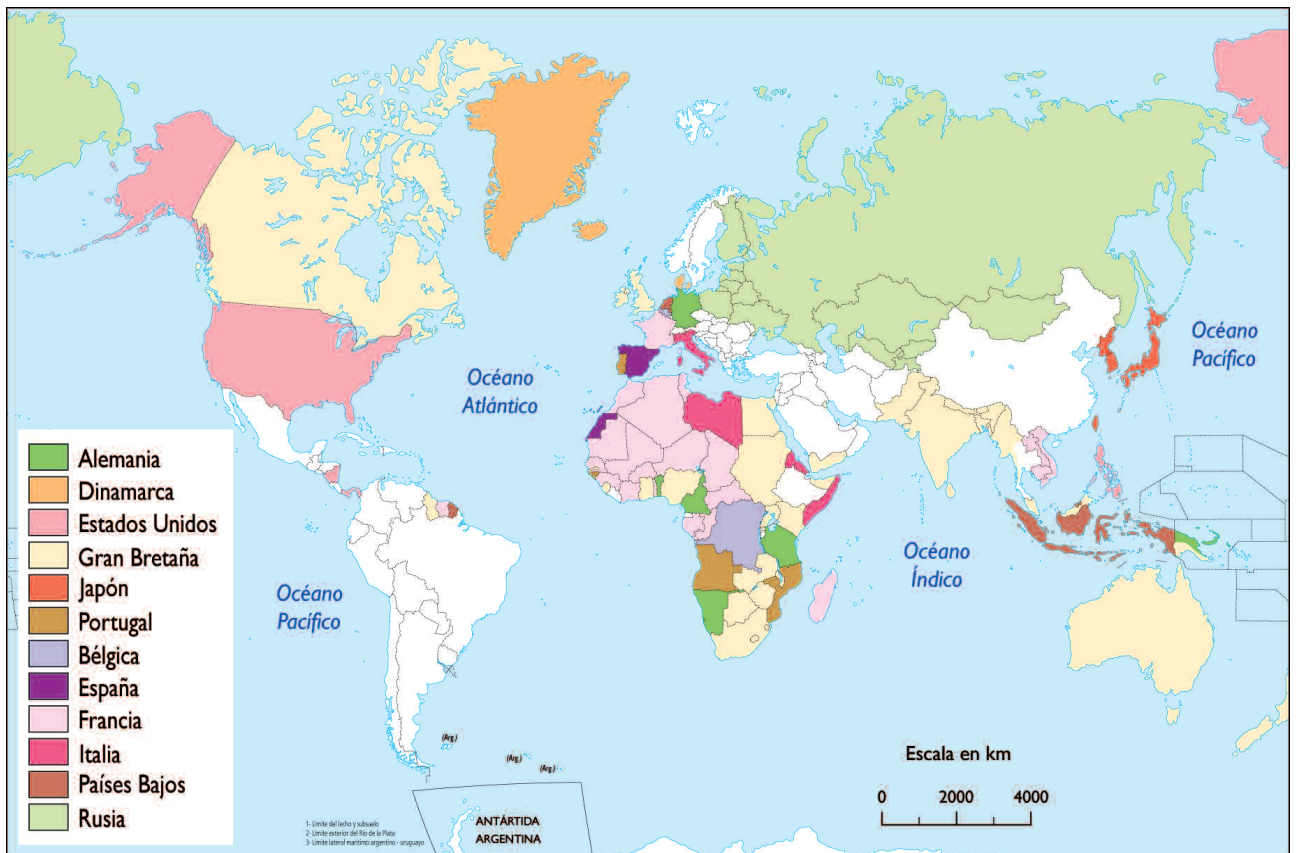 Océano
Pacífico
Océano
Atlántico
Alemania
Dinamarca
Estados Unidos
Gran Bretaña
Japón
Portugal
Bélgica
España
Francia
Italia
Países Bajos
Rusia
Océano
Pacífico
Océano
Índico
(Arg.)
(Arg.)
(Arg.)
Escala en km
0 2000 4000
1- Límite del lecho y subsuelo
2- Límite exterior del Río de la Plata
3- Límite lateral marítimo argentino - uruguayo
ANTÁRTIDA
ARGENTINA